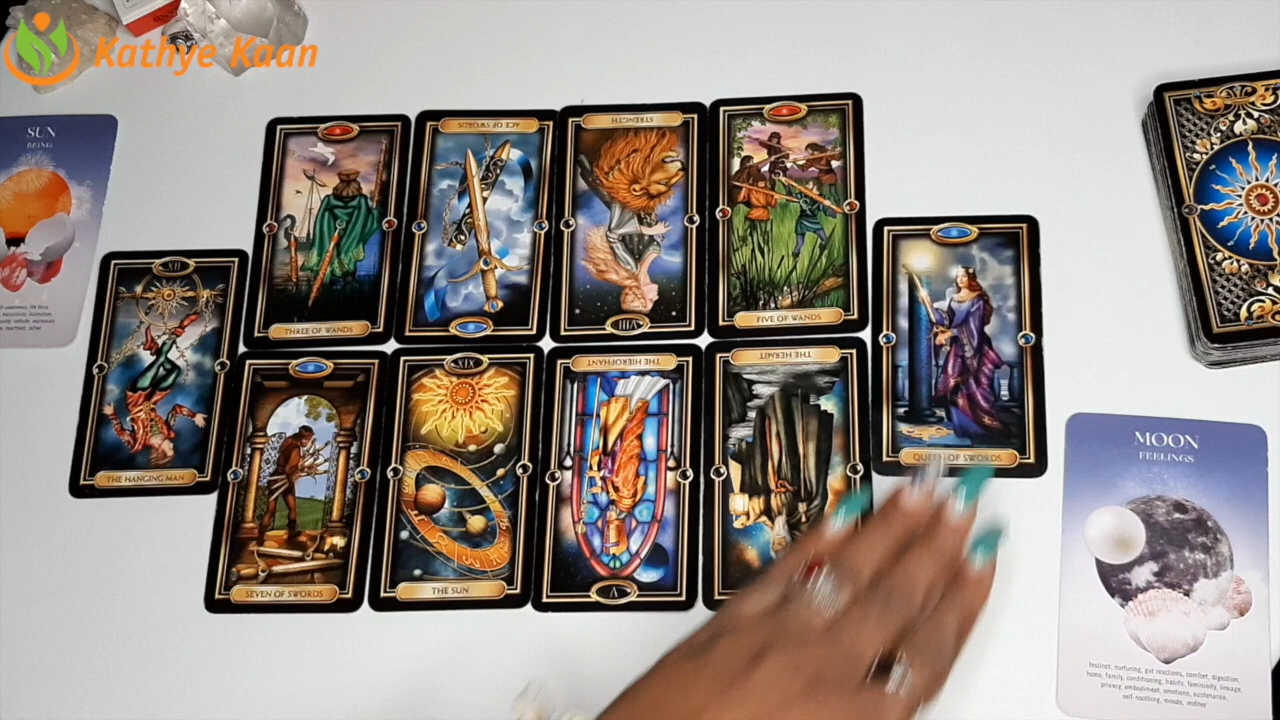 Kathye Kaan
SUN
BEING
XII
THE HANGING MAN
THREE OF WANDS
ACE OF SWORDS
STRENGTH
VIII
FIVE OF WANDS
SEVEN OF SWORDS
XIX
THE SUN
THE HIEROPHANT
V
THE HERMIT
QUEEN OF SWORDS
MOON
FEELINGS
Instinct, nurturing, gut reactions, comfort, digestion,
home, family, conditioning, habits, femininity, lineage,
privacy, embodiment, emotions, sustenance,
self-soothing, moods, mother